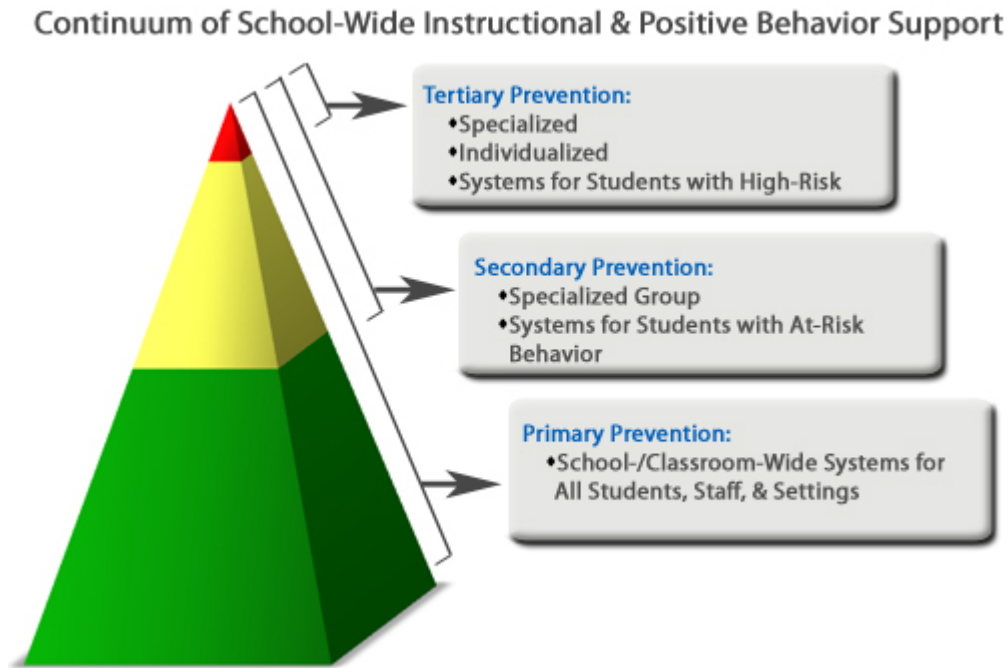 Continuum of School-Wide Instructional & Positive Behavior Support
Tertiary Prevention:
♦Specialized
♦Individualized
♦Systems for Students with High-Risk
Secondary Prevention:
♦Specialized Group
♦Systems for Students with At-Risk
Behavior
Primary Prevention:
♦School-/Classroom-Wide Systems for
All Students, Staff, & Settings